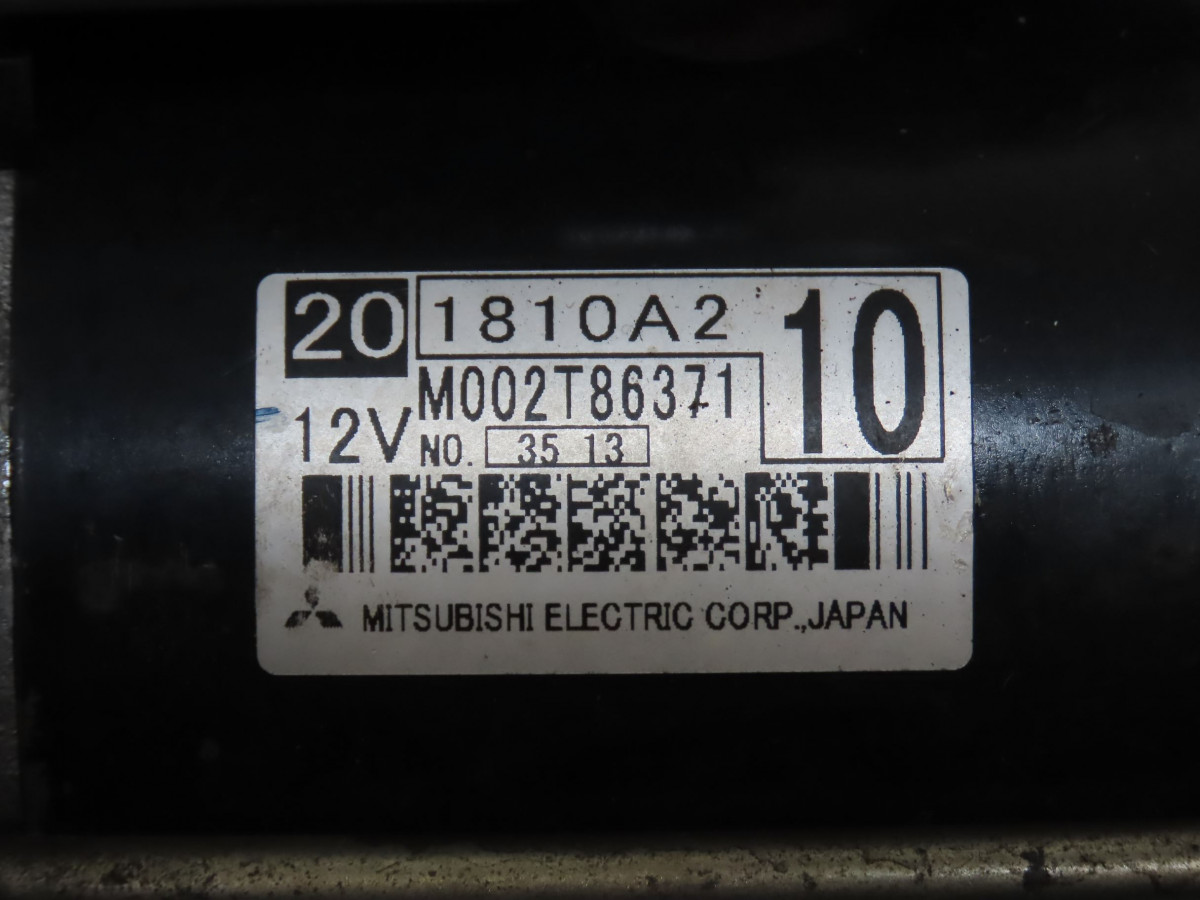 20 1810A2 10
M002T86371
12V NO. 35 13
MITSUBISHI ELECTRIC CORP.,JAPAN